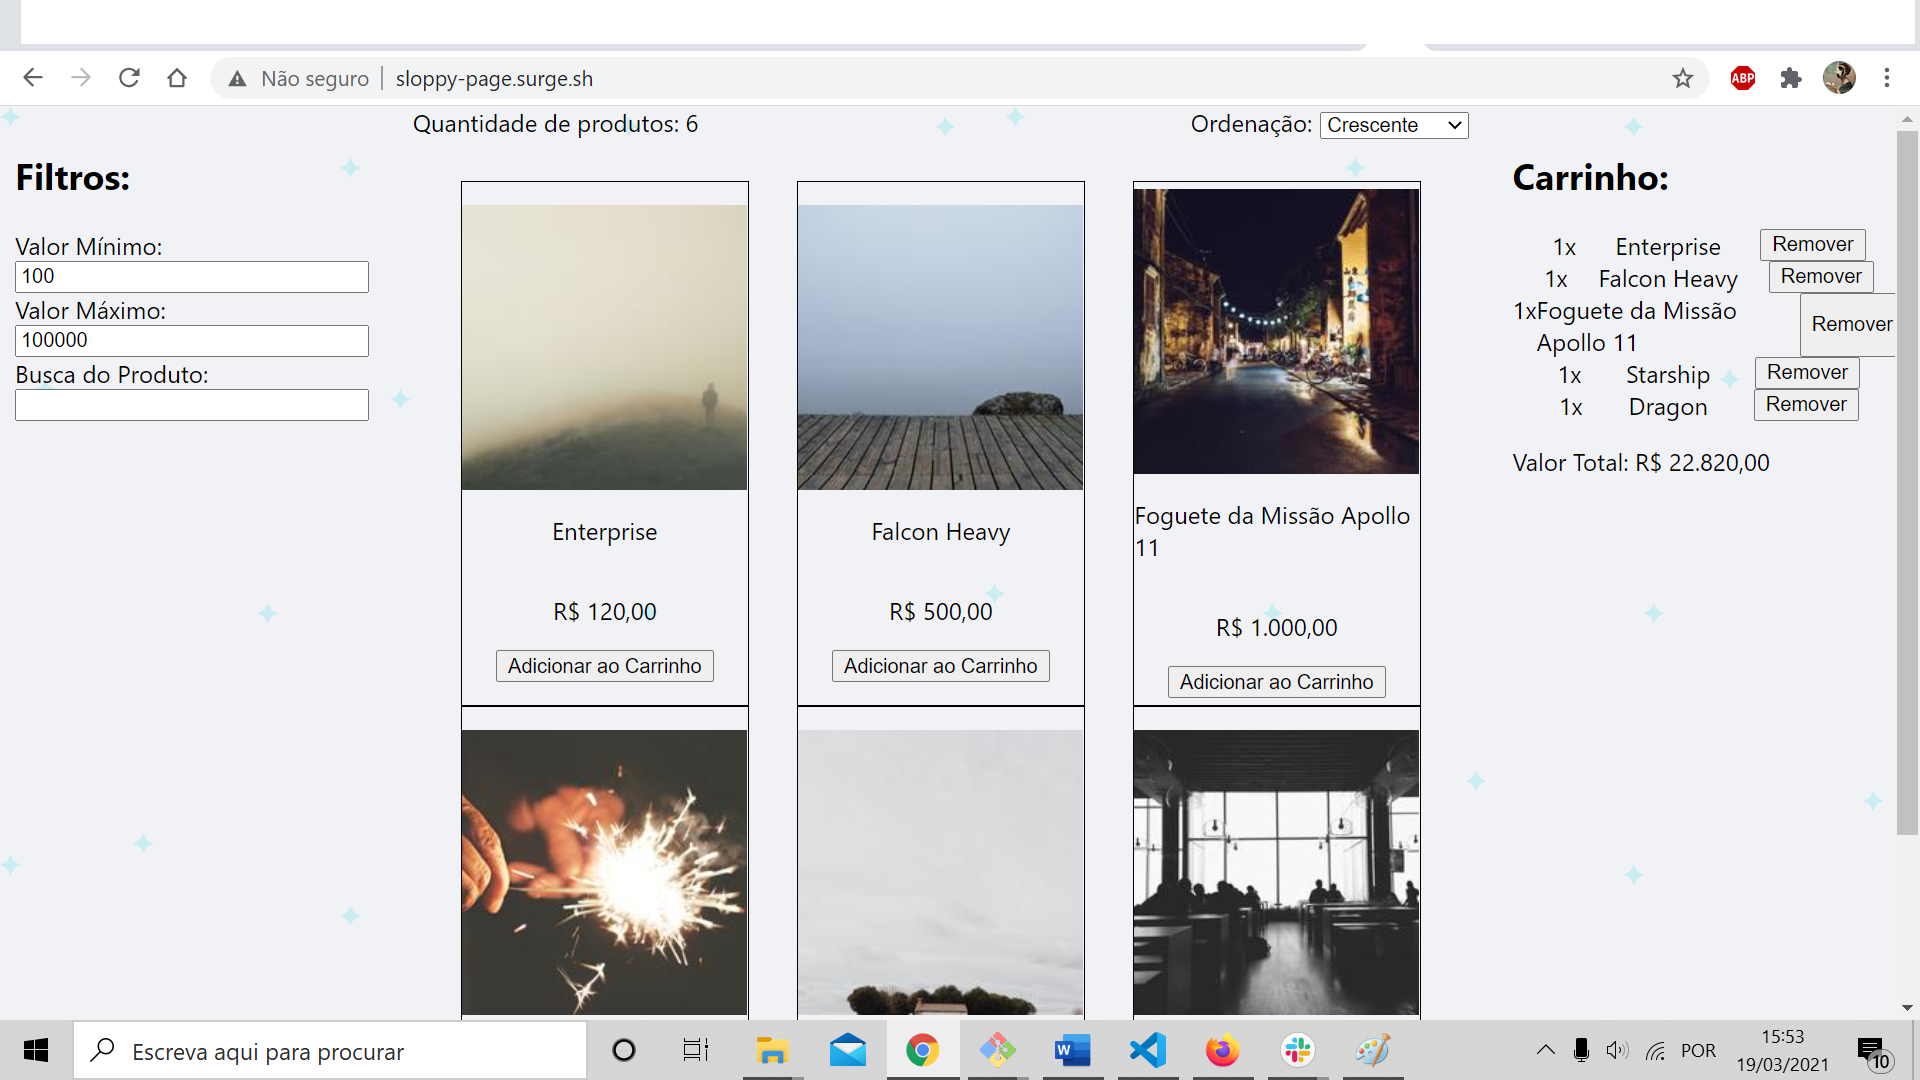 Não seguro
sloppy-page.surge.sh
ABP
Quantidade de produtos: 6
Ordenação: Crescente
Filtros:
Valor Mínimo:
100
Valor Máximo:
100000
Busca do Produto:
Enterprise
R$ 120,00
Adicionar ao Carrinho
Falcon Heavy
R$ 500,00
Adicionar ao Carrinho
Foguete da Missão Apollo
11
R$ 1.000,00
Adicionar ao Carrinho
Carrinho:
1x Enterprise Remover
1x Falcon Heavy Remover
1xFoguete da Missão
Apollo 11 Remover
1x Starship Remover
1x Dragon Remover
Valor Total: R$ 22.820,00
Escreva aqui para procurar
W
POR
15:53
19/03/2021
10